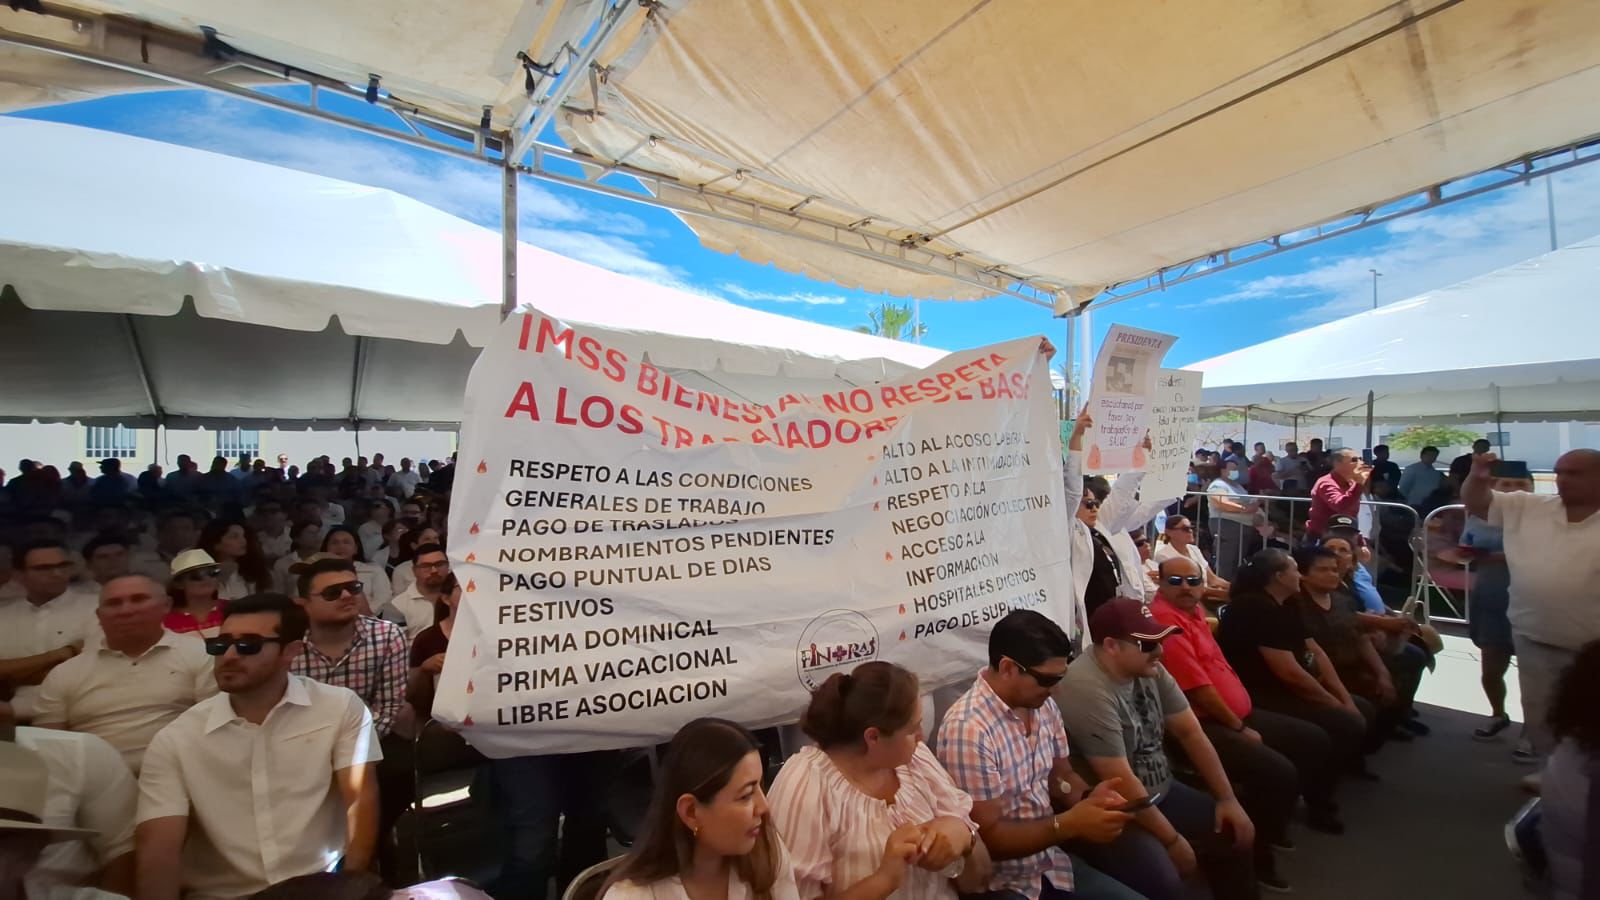 IMSS BIENESTAR NO RESPETA
A LOS TRABAJADORES DE BASE
RESPETO A LAS CONDICIONES
GENERALES DE TRABAJO
PAGO DE TRASLADOS
NOMBRAMIENTOS PENDIENTES
PAGO PUNTUAL DE DIAS
FESTIVOS
PRIMA DOMINICAL
PRIMA VACACIONAL
LIBRE ASOCIACION
ALTO AL ACOSO LABORAL
ALTO A LA INTIMIDACIÓN
RESPETO A LA
NEGOCIACIÓN COLECTIVA
ACCESO A LA
INFORMACIÓN
HOSPITALES DIGNOS
PAGO DE SUPLENCIAS
PRESIDENTA
escúchanos por
favor soy
trabajador de
SALUD